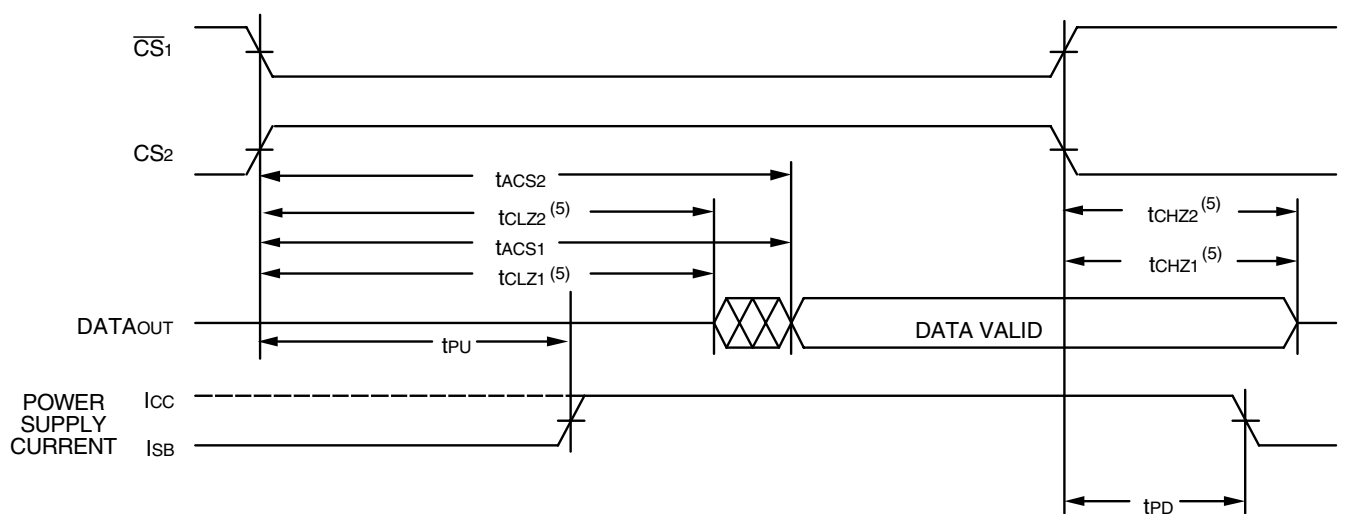 CS1
CS2
tACS2
tCLZ2 (5)
tCHZ2 (5)
tACS1
tCLZ1 (5)
tCHZ1 (5)
DATAOUT
DATA VALID
tPU
POWER SUPPLY CURRENT
ICC
ISB
tPD